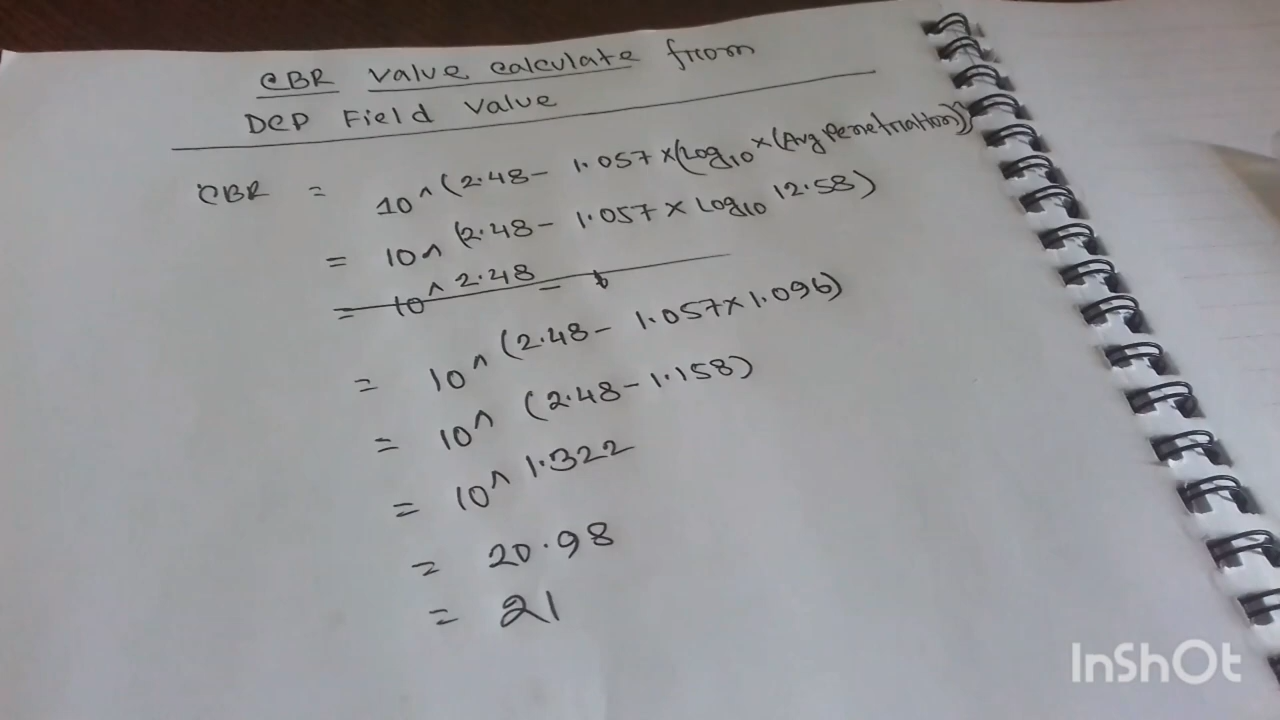 CBR value calculate from
DCP Field value
CBR = 10^(2.48- 1.057×(Log10×(Avg Penetration))
= 10^(2.48- 1.057× Log10 12.58)
= 10^2.48 -
= 10^(2.48- 1.057×1.096)
= 10^(2.48-1.158)
= 10^1.322
= 20.98
= 21
InShOt